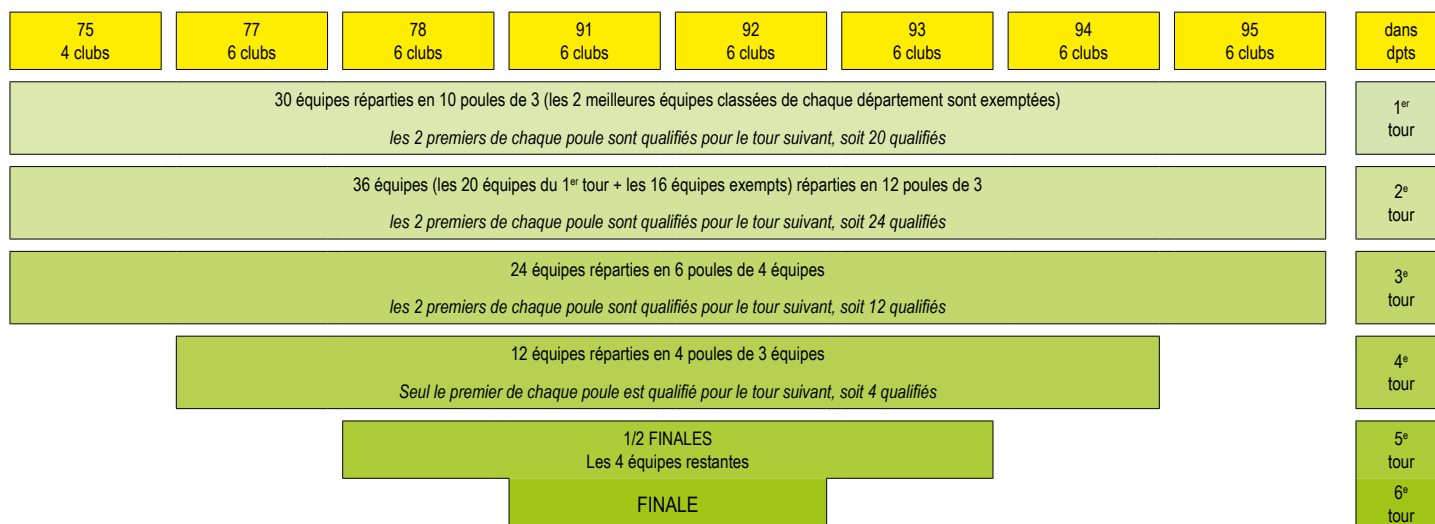 75
4 clubs
77
6 clubs
78
6 clubs
91
6 clubs
92
6 clubs
93
6 clubs
94
6 clubs
95
6 clubs
dans
dpts
30 équipes réparties en 10 poules de 3 (les 2 meilleures équipes classées de chaque département sont exemptées)
les 2 premiers de chaque poule sont qualifiés pour le tour suivant, soit 20 qualifiés
1er
tour
36 équipes (les 20 équipes du 1er tour + les 16 équipes exempts) réparties en 12 poules de 3
les 2 premiers de chaque poule sont qualifiés pour le tour suivant, soit 24 qualifiés
2e
tour
24 équipes réparties en 6 poules de 4 équipes
les 2 premiers de chaque poule sont qualifiés pour le tour suivant, soit 12 qualifiés
3e
tour
12 équipes réparties en 4 poules de 3 équipes
Seul le premier de chaque poule est qualifié pour le tour suivant, soit 4 qualifiés
4e
tour
1/2 FINALES
Les 4 équipes restantes
5e
tour
FINALE
6e
tour